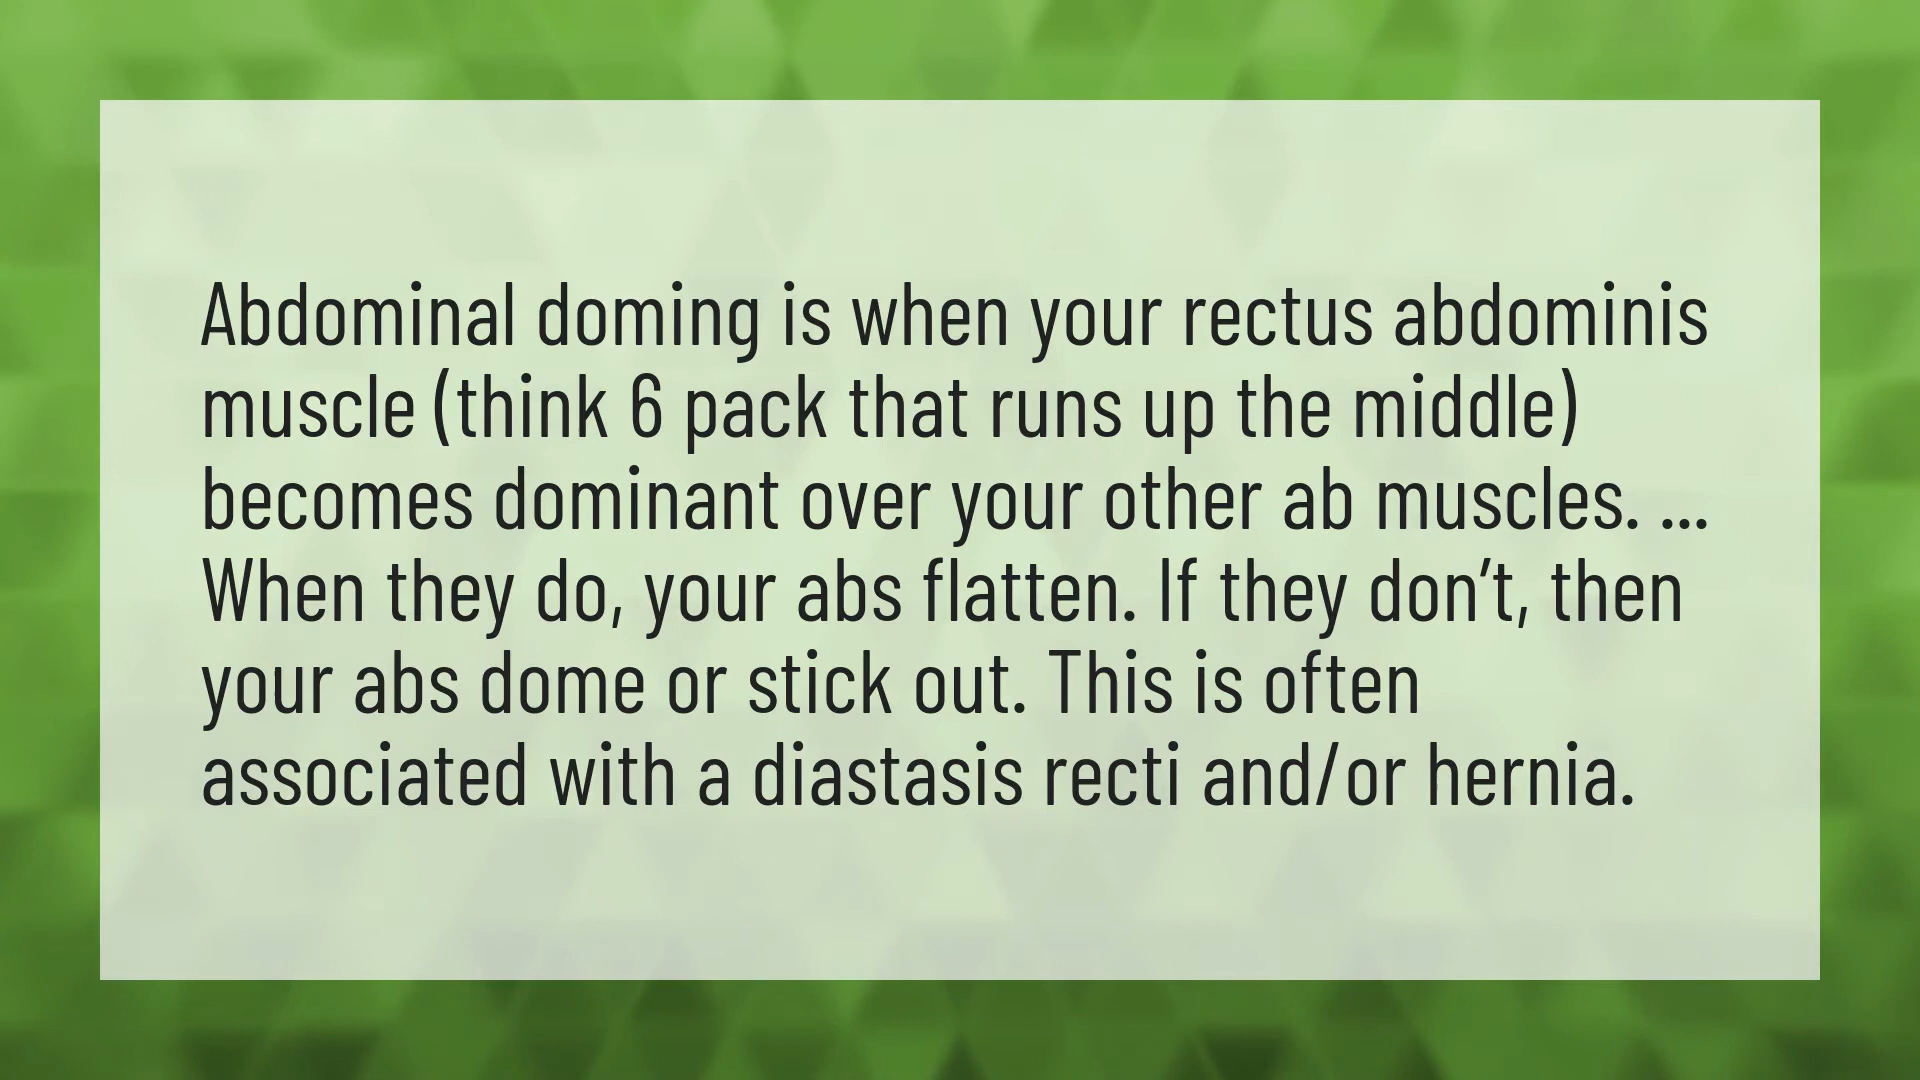 Abdominal doming is when your rectus abdominis
muscle (think 6 pack that runs up the middle)
becomes dominant over your other ab muscles. ...
When they do, your abs flatten. If they don’t, then
your abs dome or stick out. This is often
associated with a diastasis recti and/or hernia.